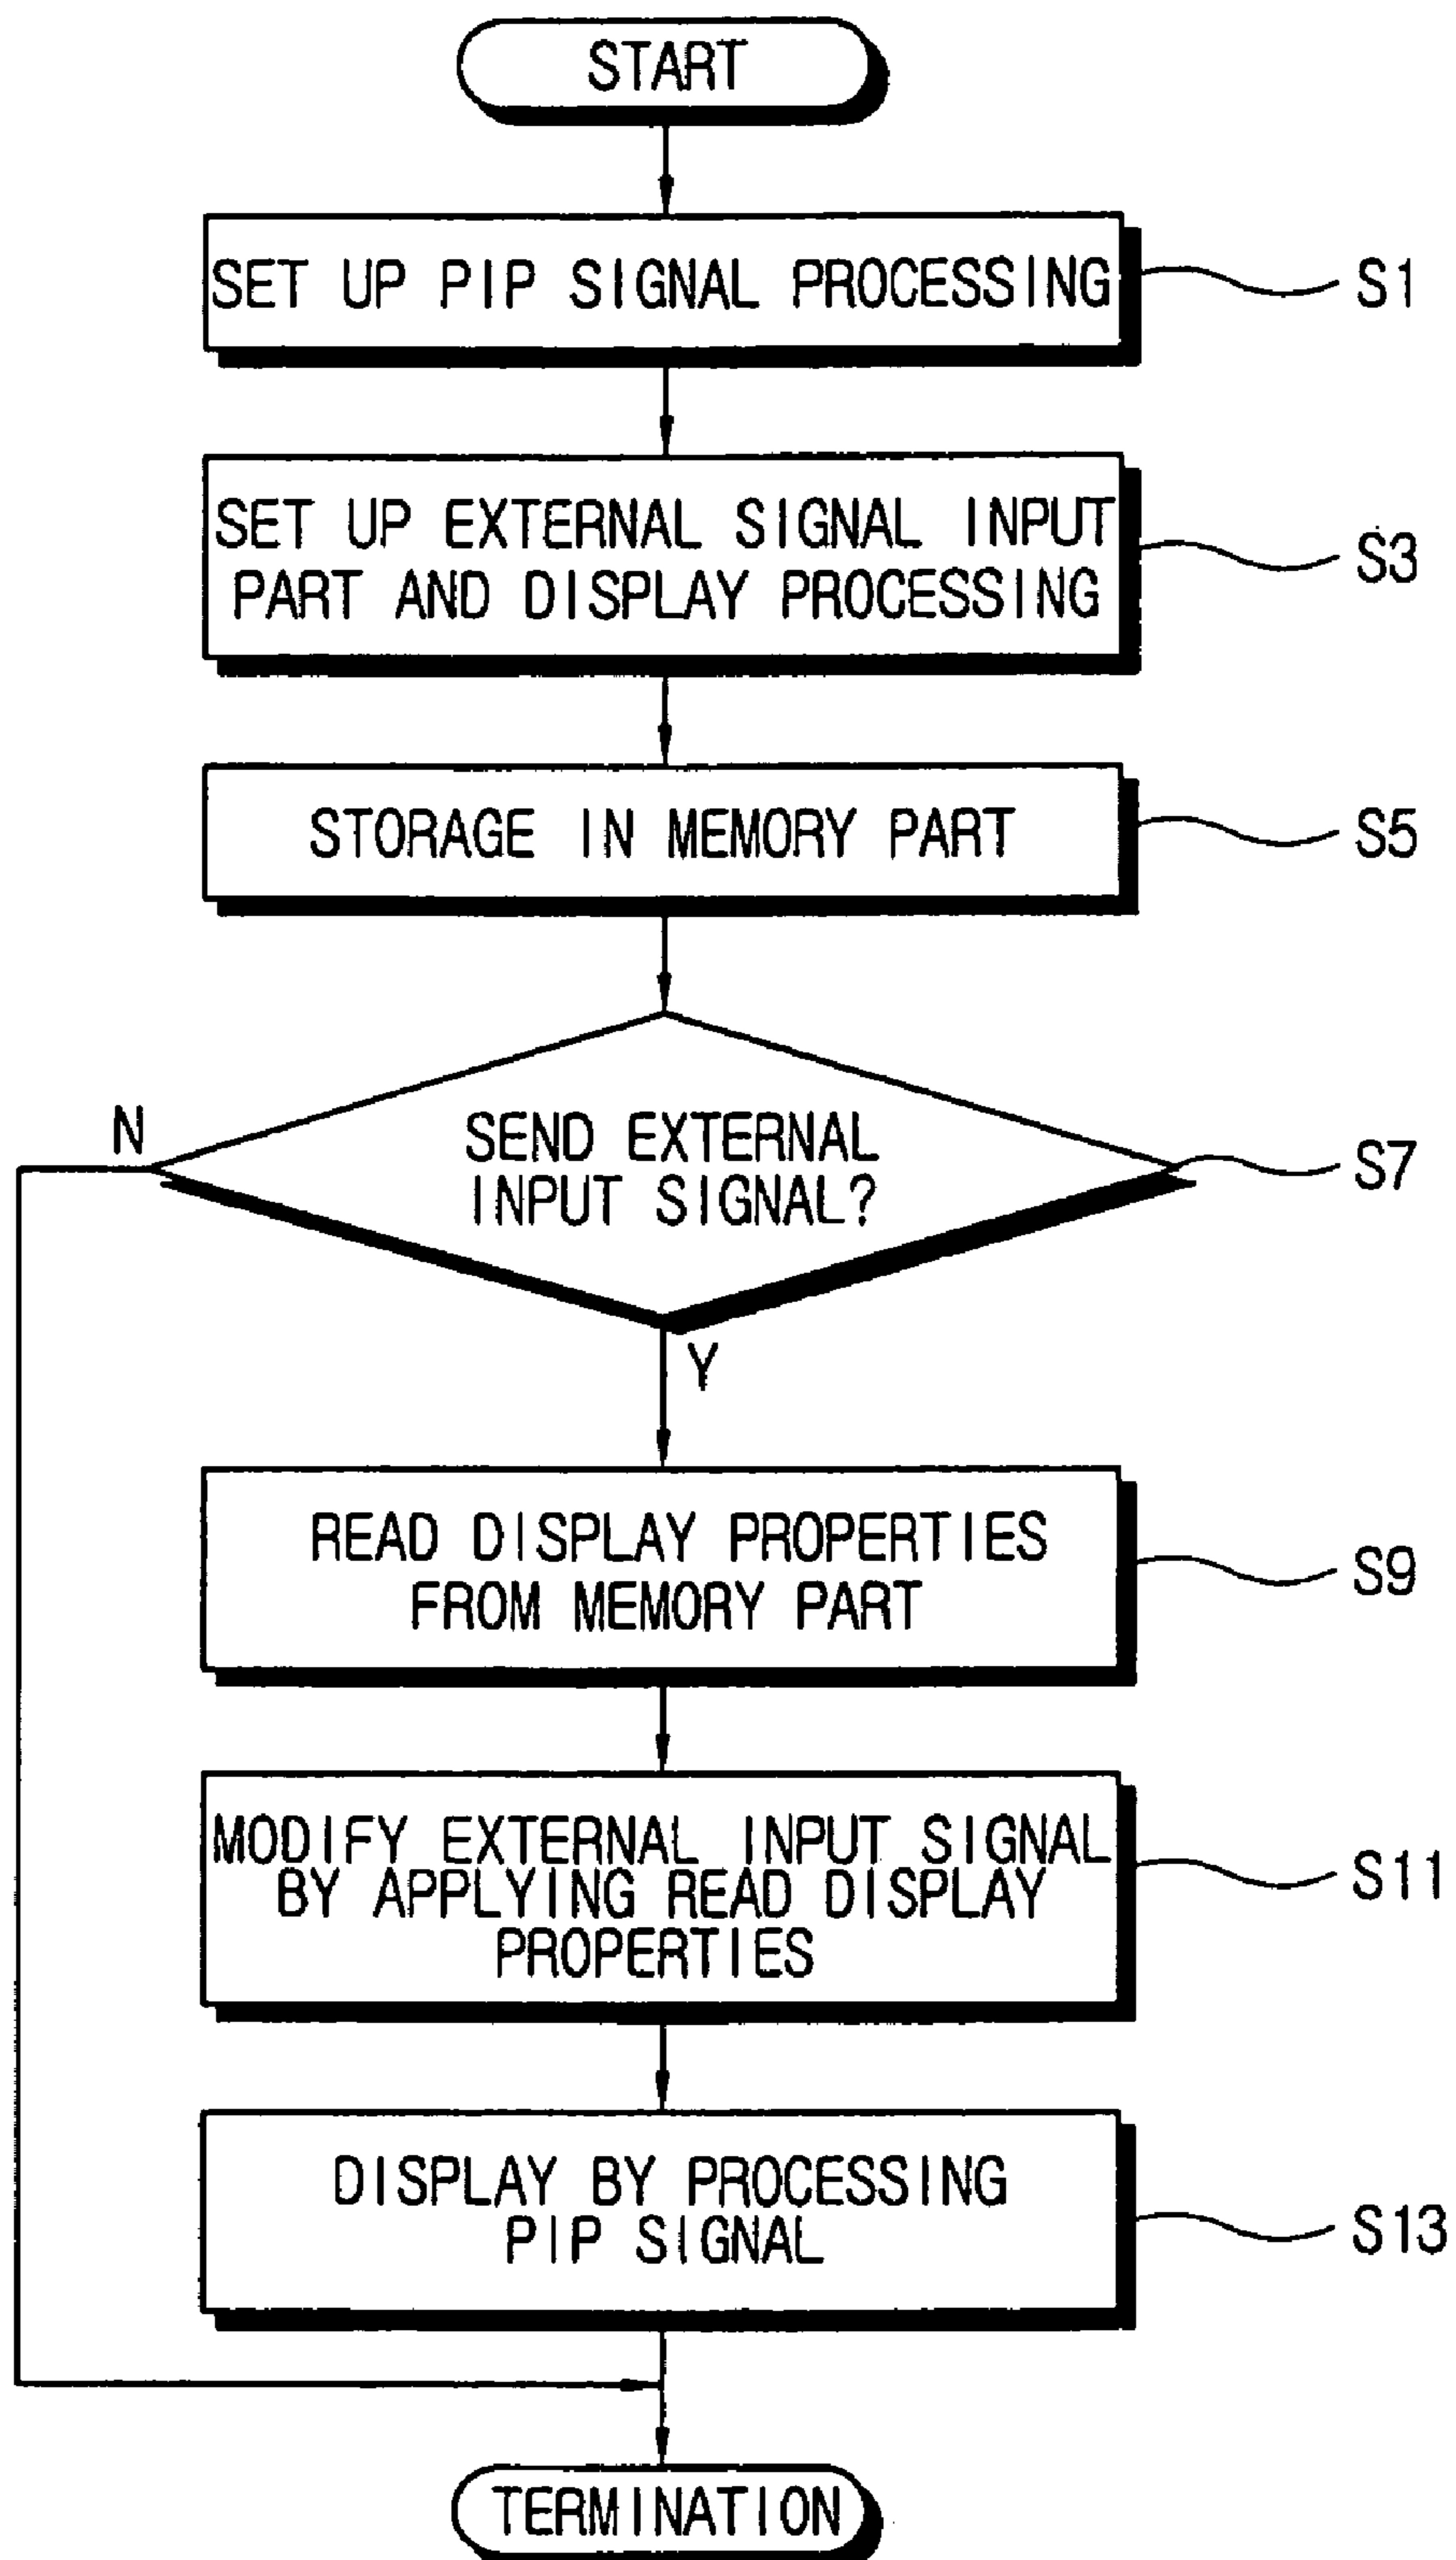 START
SET UP PIP SIGNAL PROCESSING
S1
SET UP EXTERNAL SIGNAL INPUT
PART AND DISPLAY PROCESSING
S3
STORAGE IN MEMORY PART
S5
SEND EXTERNAL
INPUT SIGNAL?
S7
N
Y
READ DISPLAY PROPERTIES
FROM MEMORY PART
S9
MODIFY EXTERNAL INPUT SIGNAL
BY APPLYING READ DISPLAY
PROPERTIES
S11
DISPLAY BY PROCESSING
PIP SIGNAL
S13
TERMINATION